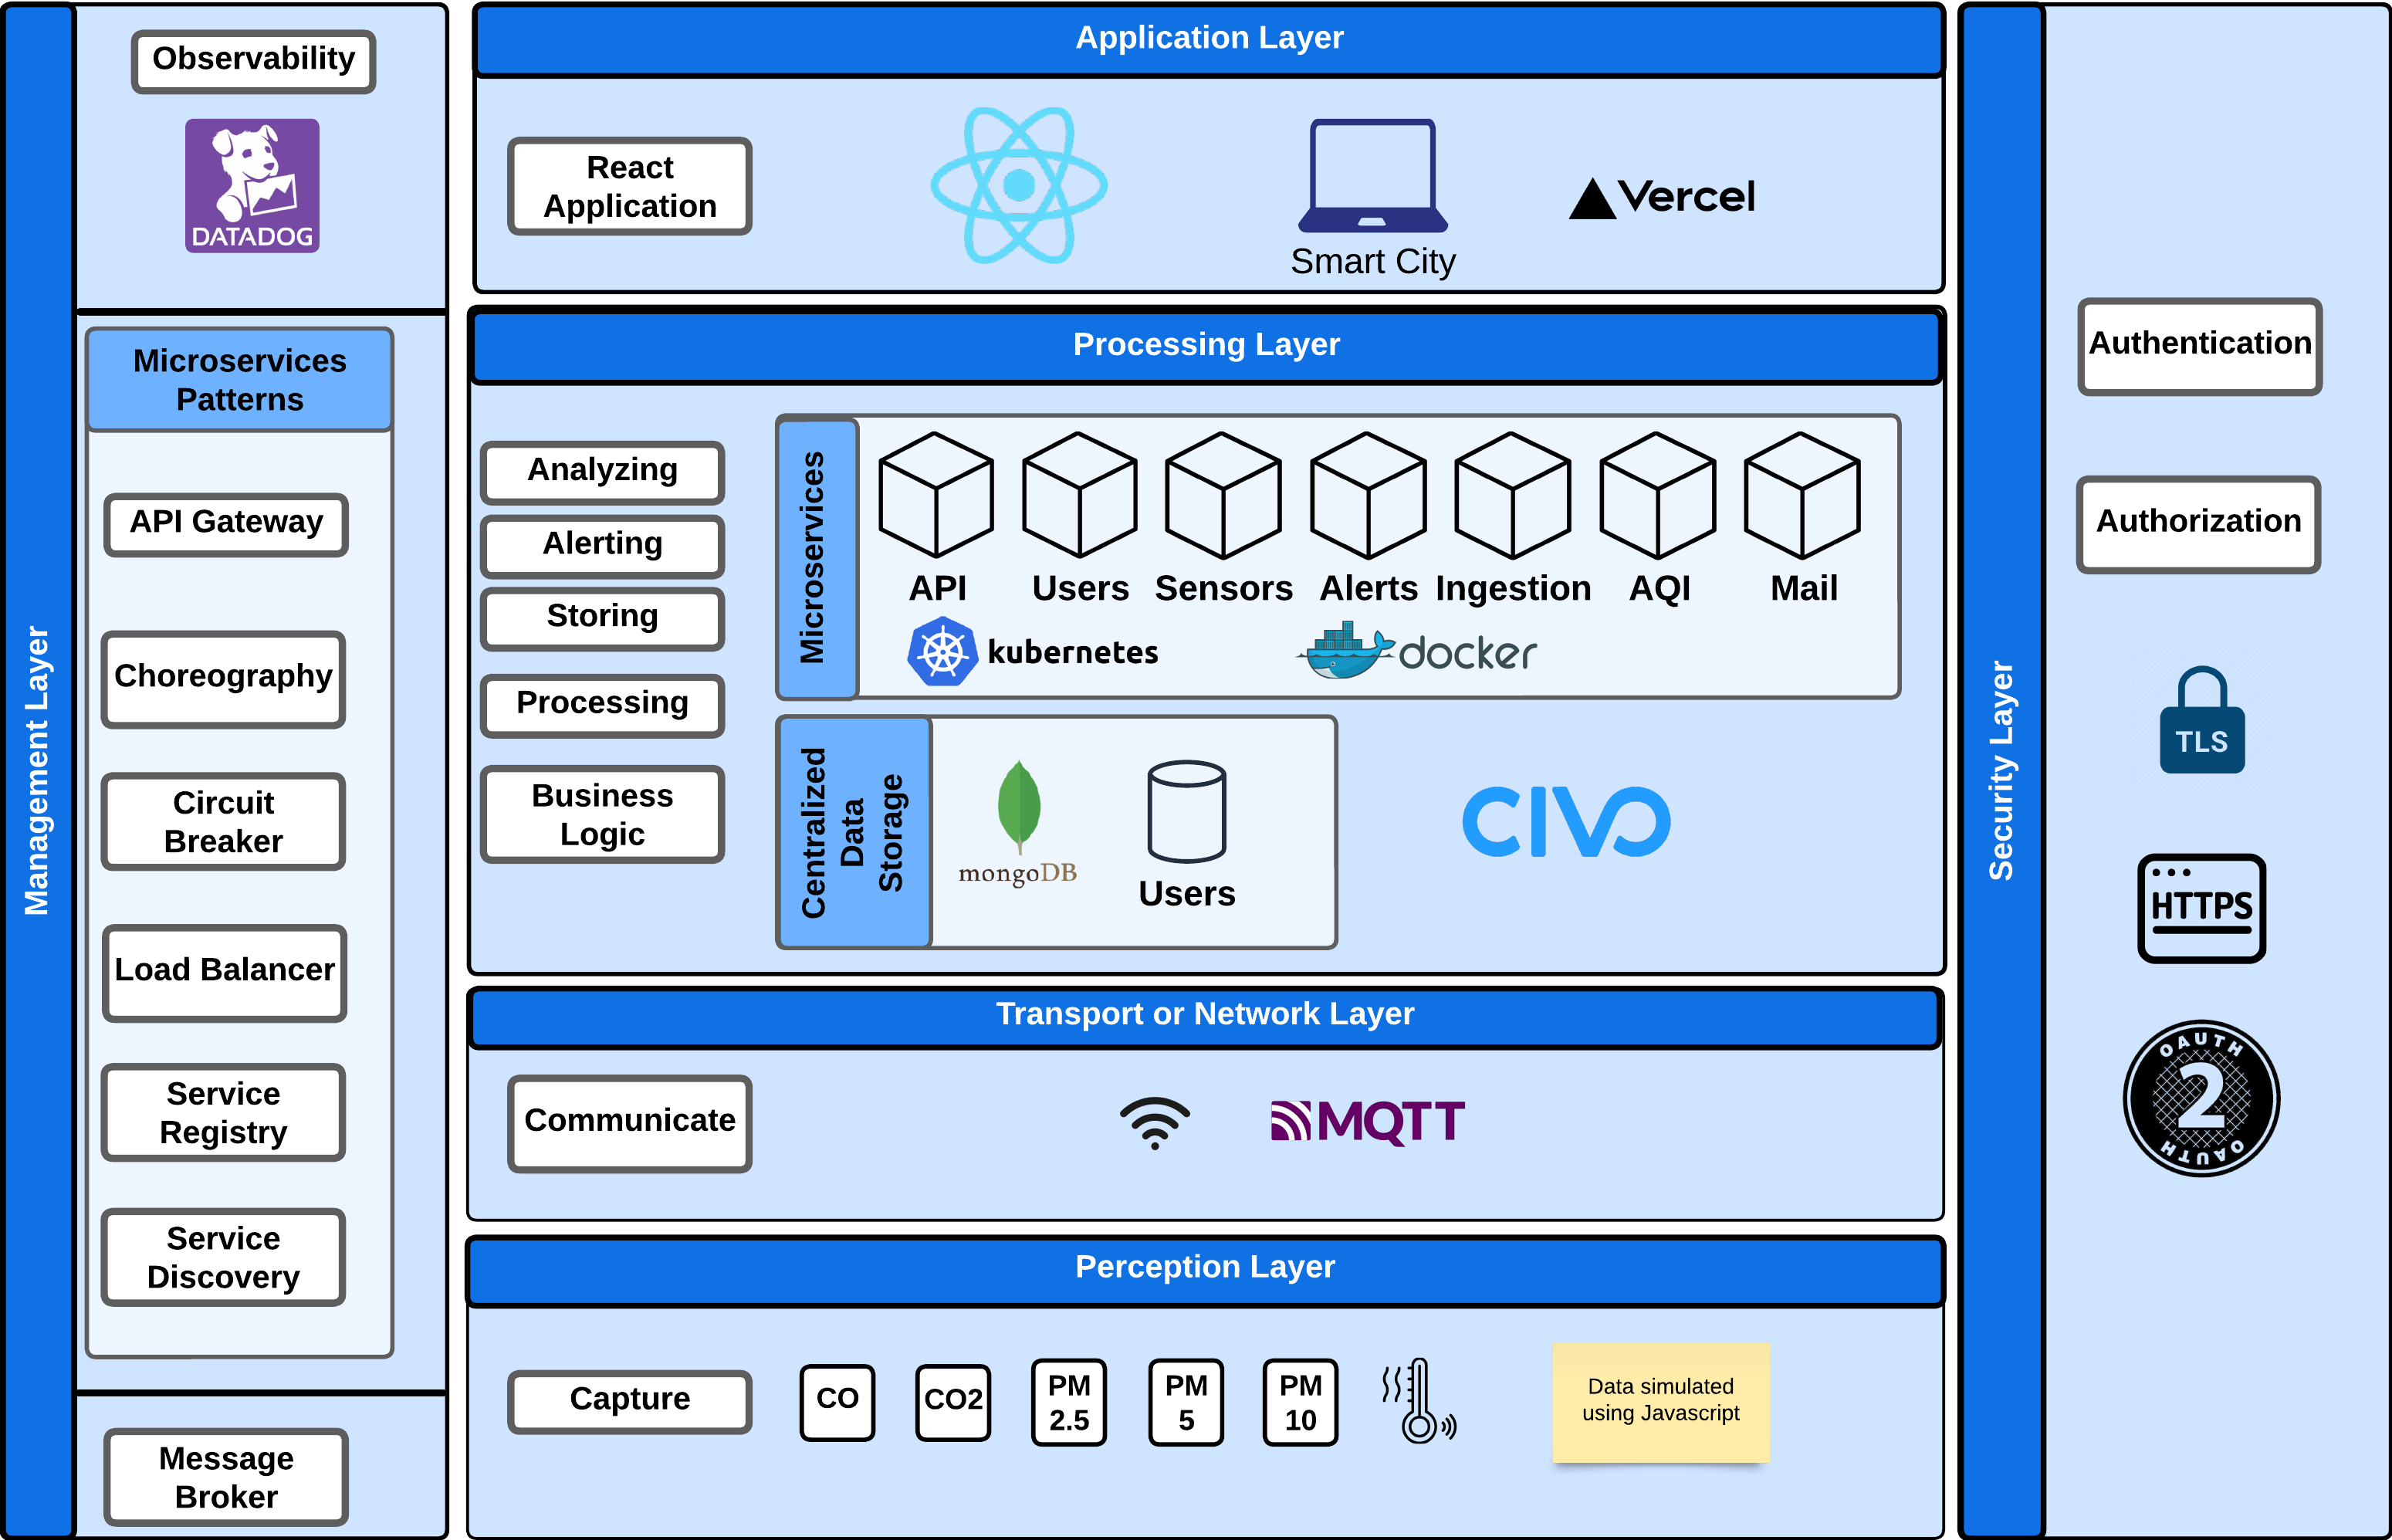 Management Layer
Observability
DATADOG
Microservices
Patterns
API Gateway
Choreography
Circuit
Breaker
Load Balancer
Service
Registry
Service
Discovery
Message
Broker
Application Layer
React
Application
Smart City
Vercel
Processing Layer
Analyzing
Alerting
Storing
Processing
Business
Logic
Microservices
API
Users
Sensors
Alerts
Ingestion
AQI
Mail
kubernetes
docker
Centralized
Data
Storage
mongoDB
Users
CIVO
Transport or Network Layer
Communicate
MQTT
Perception Layer
Capture
CO
CO2
PM
2.5
PM
5
PM
10
Data simulated
using Javascript
Security Layer
Authentication
Authorization
TLS
HTTPS
OAUTH
2
OAUTH